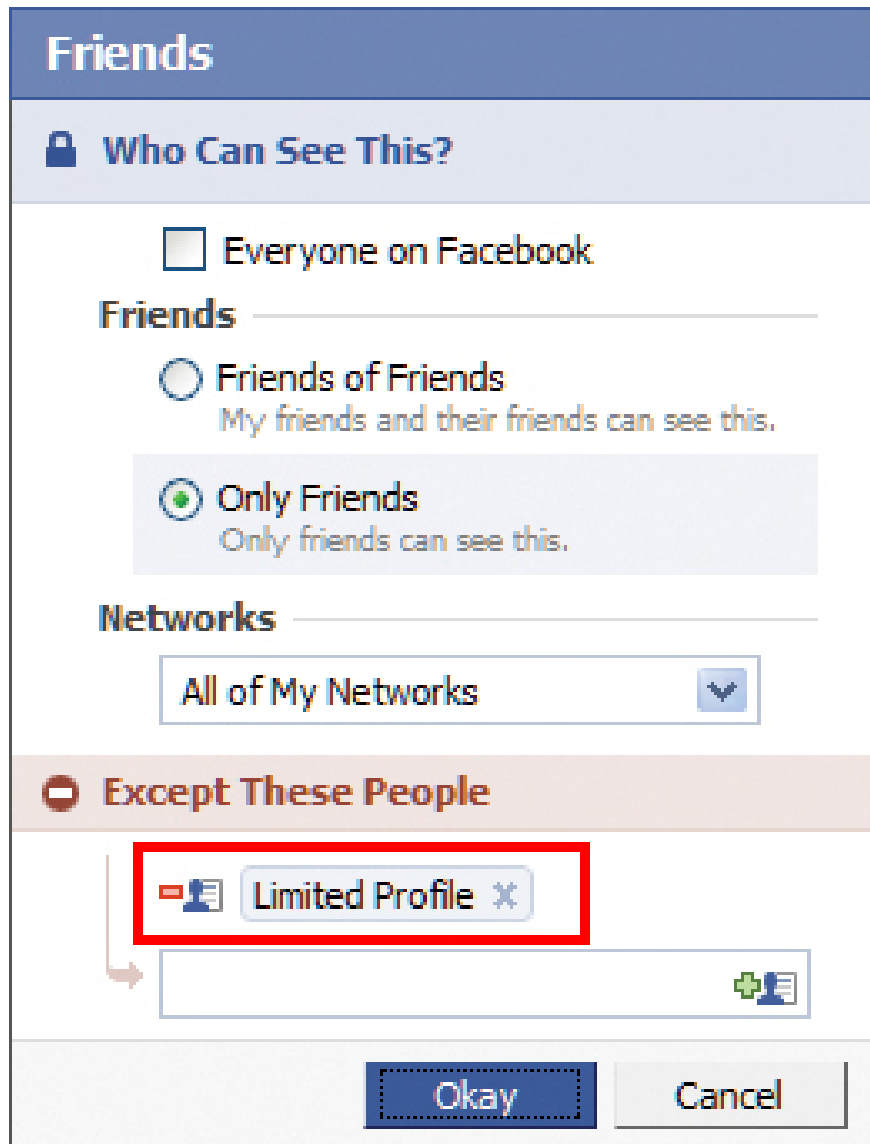 Friends
Who Can See This?
Everyone on Facebook
Friends
Friends of Friends
My friends and their friends can see this.
Only Friends
Only friends can see this.
Networks
All of My Networks
Except These People
Limited Profile x
Okay Cancel